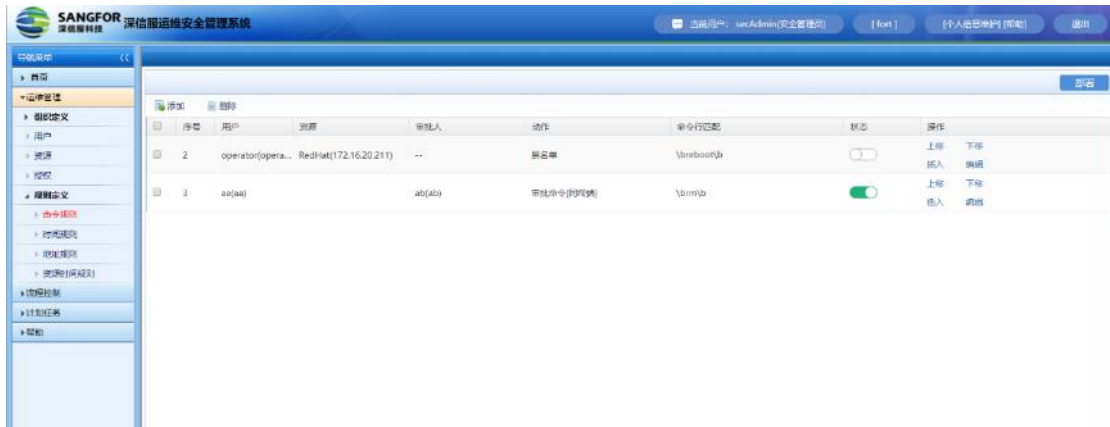 SANGFOR 深信服运维安全管理系统
深信服科技
当前用户: secAdmin(安全管理员) [fort] [个人信息维护] [帮助] 退出
导航菜单
首页
部署
运维管理
添加 删除
组织定义
序号 用户 资源 审批人 动作 命令行匹配 状态 操作
用户
2 operator(opera... RedHat(172.16.20.211) -- 黑名单 \breboot\b 上移 下移
资源
插入 编辑
授权
3 aa(aa) ab(ab) \brm\b 上移 下移
规则定义
插入 编辑
命令规则
时间规则
地址规则
资源时间规则
流程控制
计划任务
帮助